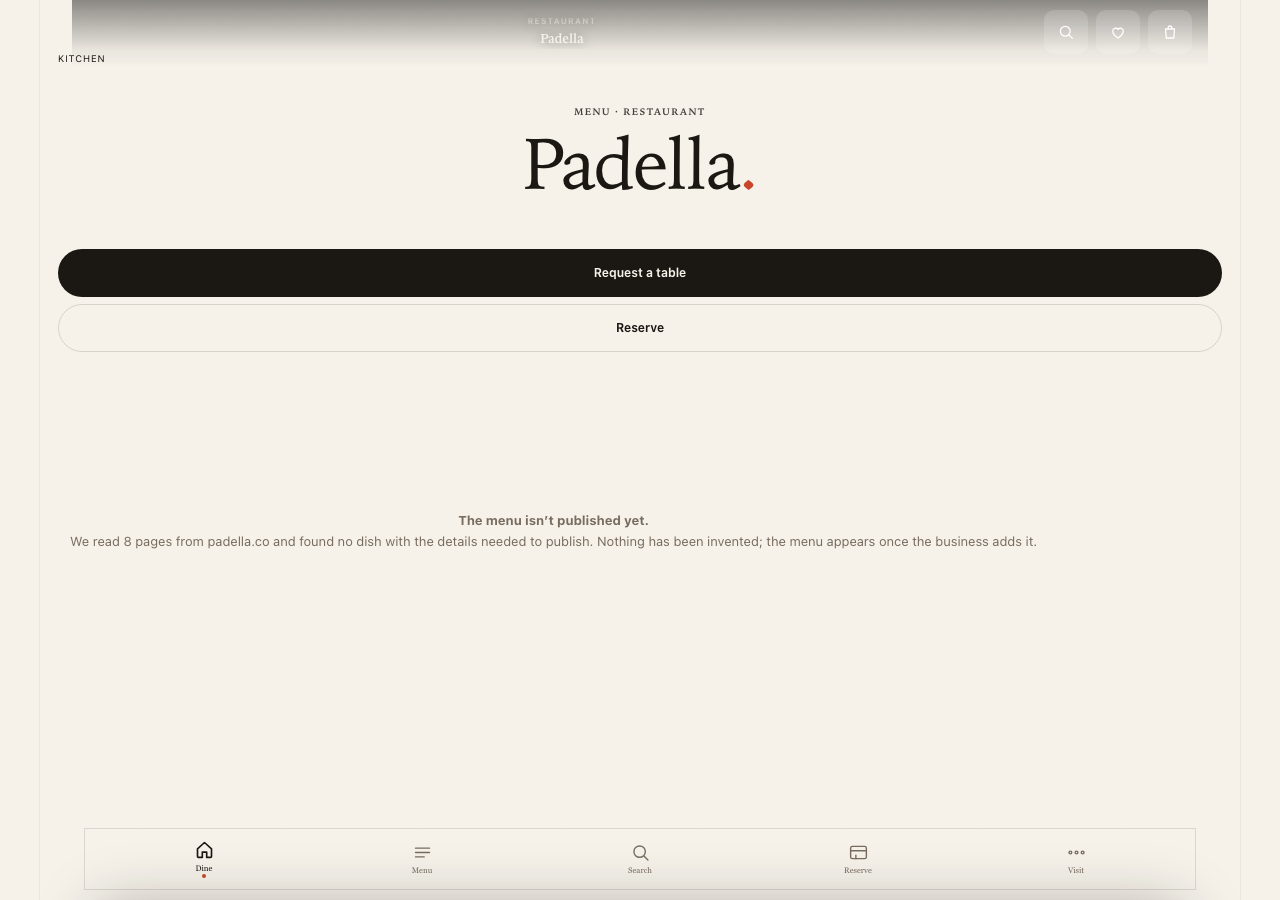 RESTAURANT
Padella
KITCHEN
MENU · RESTAURANT
Padella.
Request a table
Reserve
The menu isn't published yet.
We read 8 pages from padella.co and found no dish with the details needed to publish. Nothing has been invented; the menu appears once the business adds it.
Dine
Menu
Search
Reserve
Visit